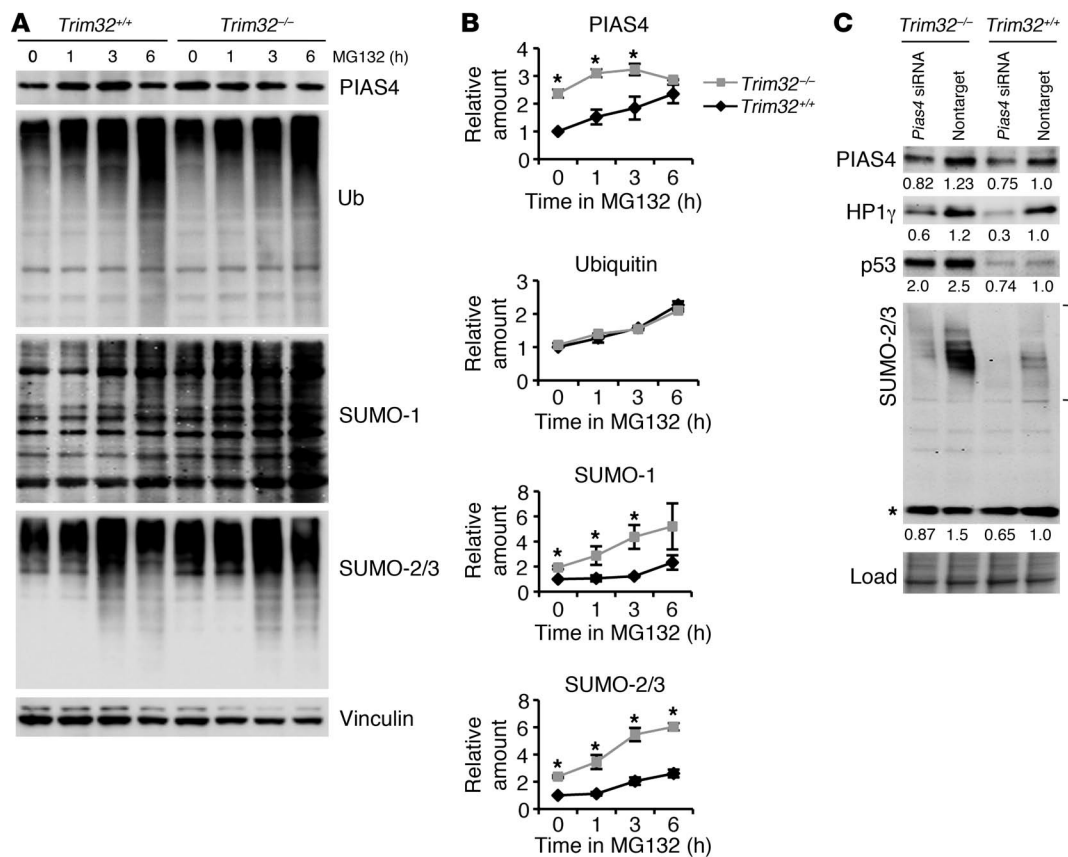 A
Trim32+/+ Trim32–/–
0 1 3 6 0 1 3 6 MG132 (h)
PIAS4
Ub
SUMO-1
SUMO-2/3
Vinculin
B
PIAS4
Relative amount
4
3
2
1
0
* * *
Trim32–/–
Trim32+/+
0 1 3 6
Time in MG132 (h)
Ubiquitin
Relative amount
3
2
1
0
0 1 3 6
Time in MG132 (h)
SUMO-1
Relative amount
8
6
4
2
0
* * *
0 1 3 6
Time in MG132 (h)
SUMO-2/3
Relative amount
8
6
4
2
0
* * * *
0 1 3 6
Time in MG132 (h)
C
Trim32–/– Trim32+/+
Pias4 siRNA Nontarget Pias4 siRNA Nontarget
PIAS4
0.82 1.23 0.75 1.0
HP1γ
0.6 1.2 0.3 1.0
p53
2.0 2.5 0.74 1.0
SUMO-2/3
*
0.87 1.5 0.65 1.0
Load